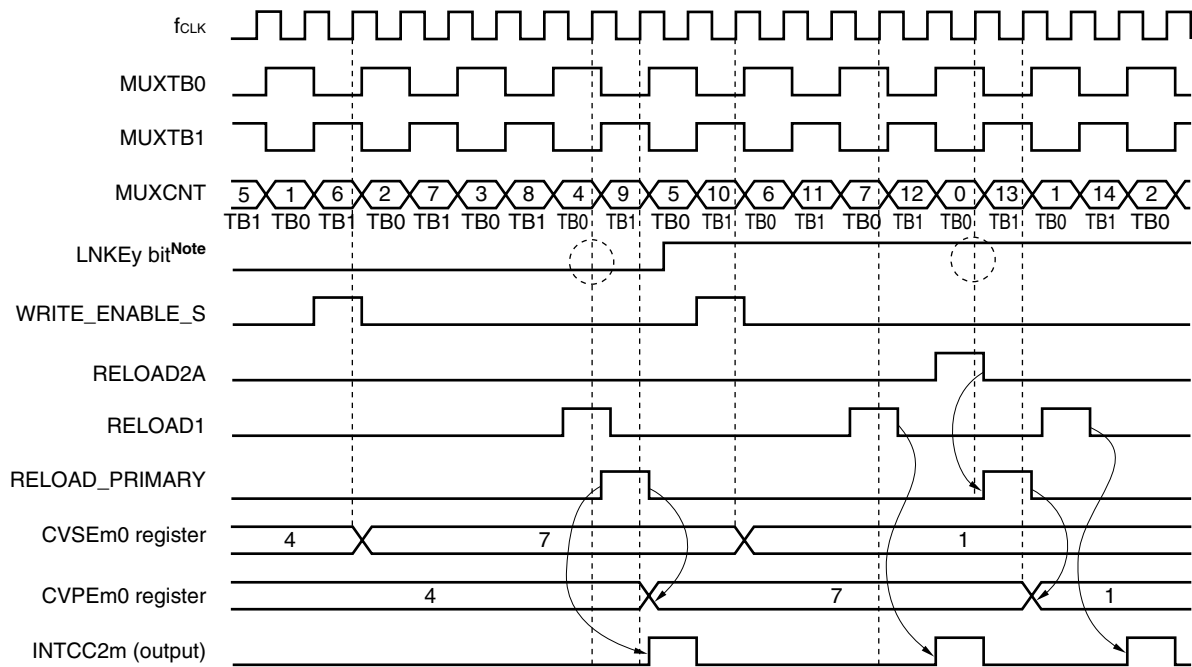 fCLK
MUXTB0
MUXTB1
MUXCNT 5 1 6 2 7 3 8 4 9 5 10 6 11 7 12 0 13 1 14 2
TB1 TB0 TB1 TB0 TB1 TB0 TB1 TB0 TB1 TB0 TB1 TB0 TB1 TB0 TB1 TB0 TB1 TB0 TB1 TB0
LNKEy bitNote
WRITE_ENABLE_S
RELOAD2A
RELOAD1
RELOAD_PRIMARY
CVSEm0 register 4 7 1
CVPEm0 register 4 7 1
INTCC2m (output)